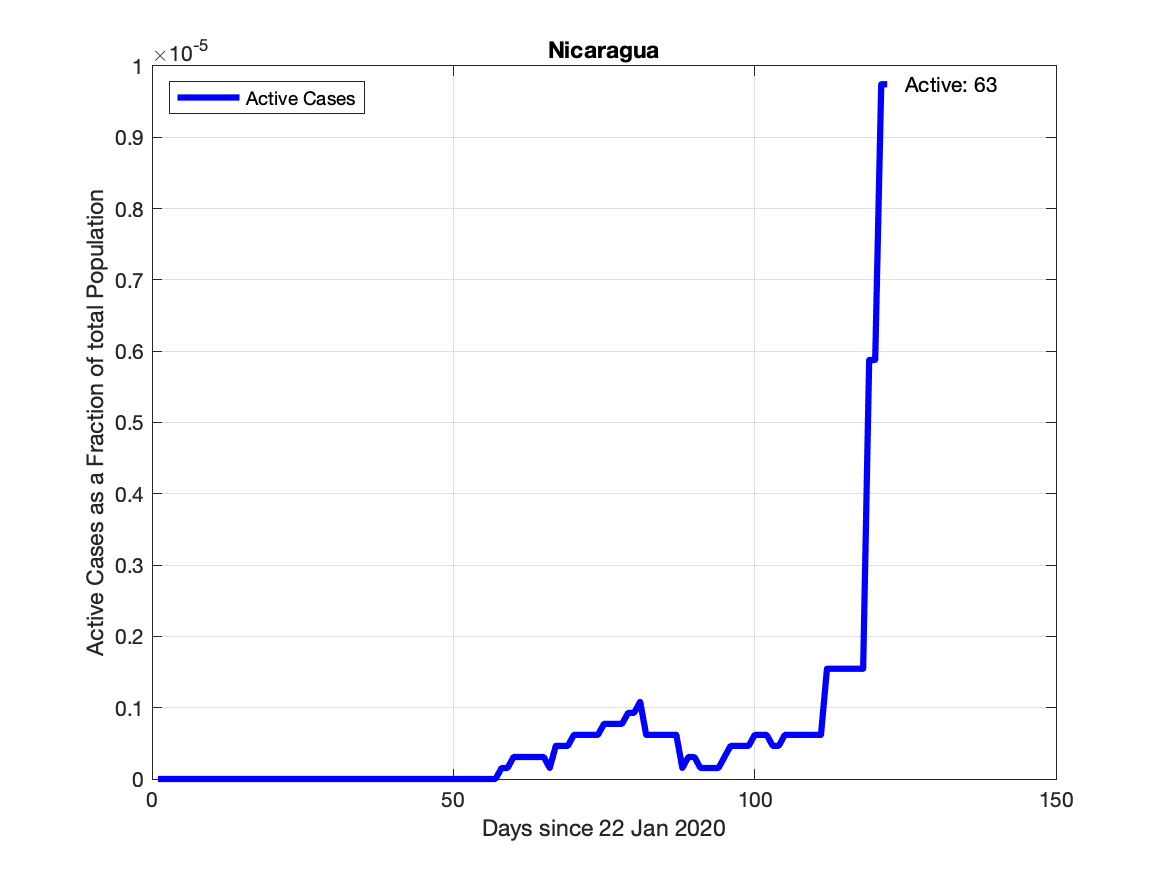 Nicaragua
×10-5
Active Cases
Active: 63
1
0.9
0.8
0.7
0.6
0.5
0.4
0.3
0.2
0.1
0
Active Cases as a Fraction of total Population
0 50 100 150
Days since 22 Jan 2020